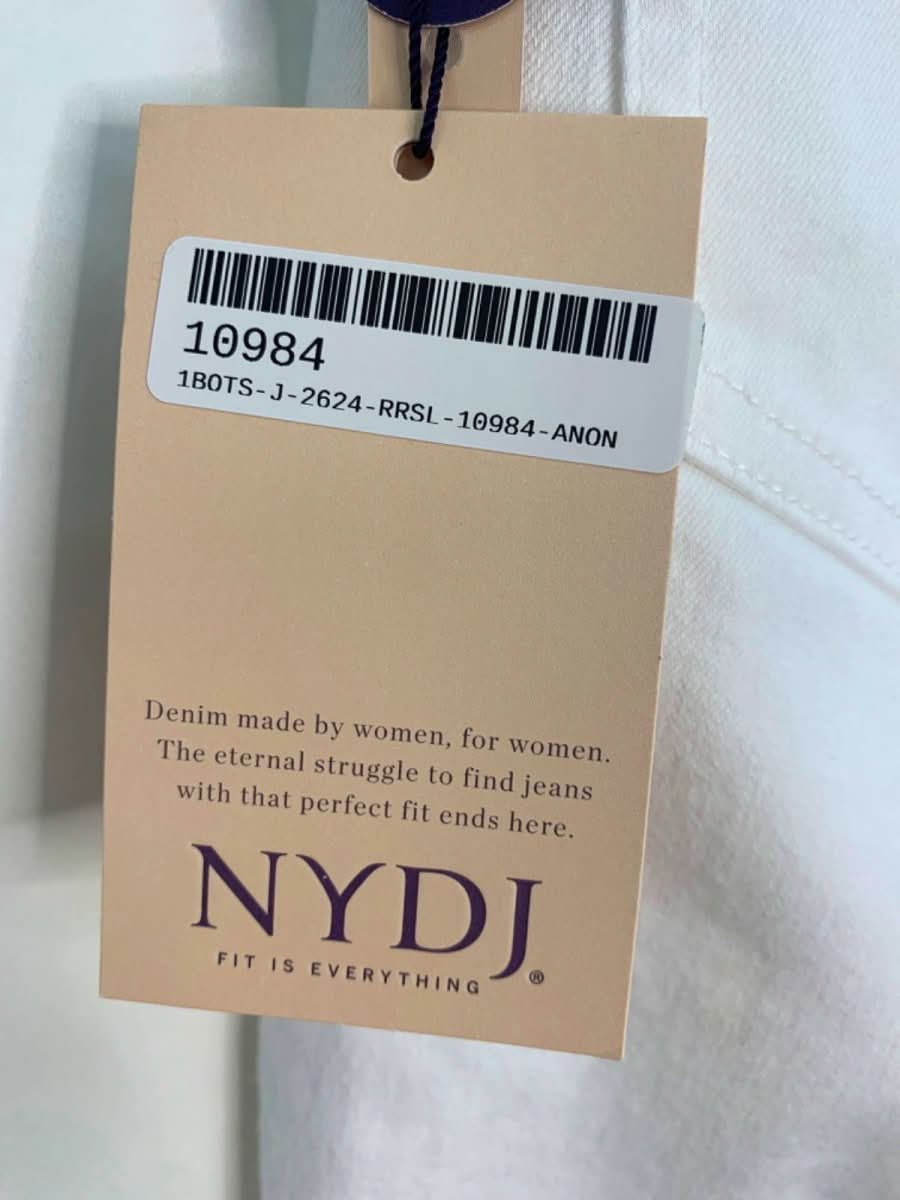 10984
1BOTS-J-2624-RRSL-10984-ANON
Denim made by women, for women.
The eternal struggle to find jeans
with that perfect fit ends here.
NYDJ®
FIT IS EVERYTHING